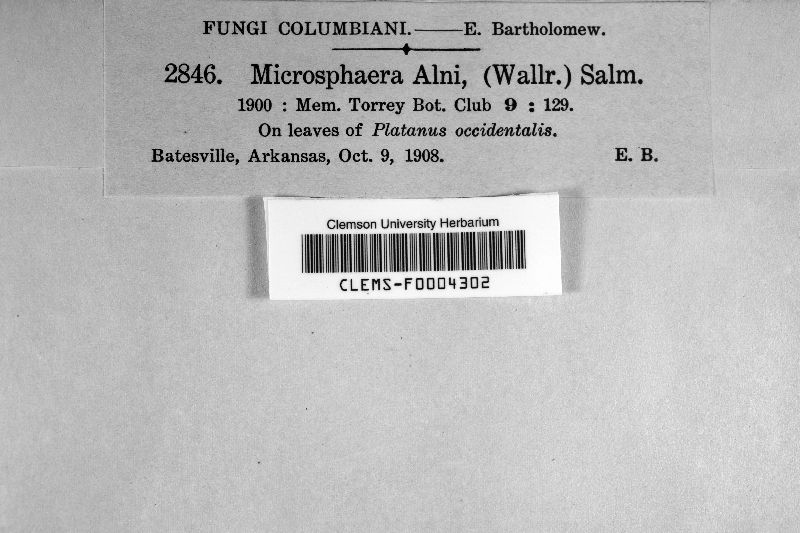 FUNGI COLUMBIANI.——E. Bartholomew.
2846. Microsphaera Alni, (Wallr.) Salm.
1900 : Mem. Torrey Bot. Club 9 : 129.
On leaves of Platanus occidentalis.
Batesville, Arkansas, Oct. 9, 1908. E. B.
Clemson University Herbarium
CLEMS-F0004302